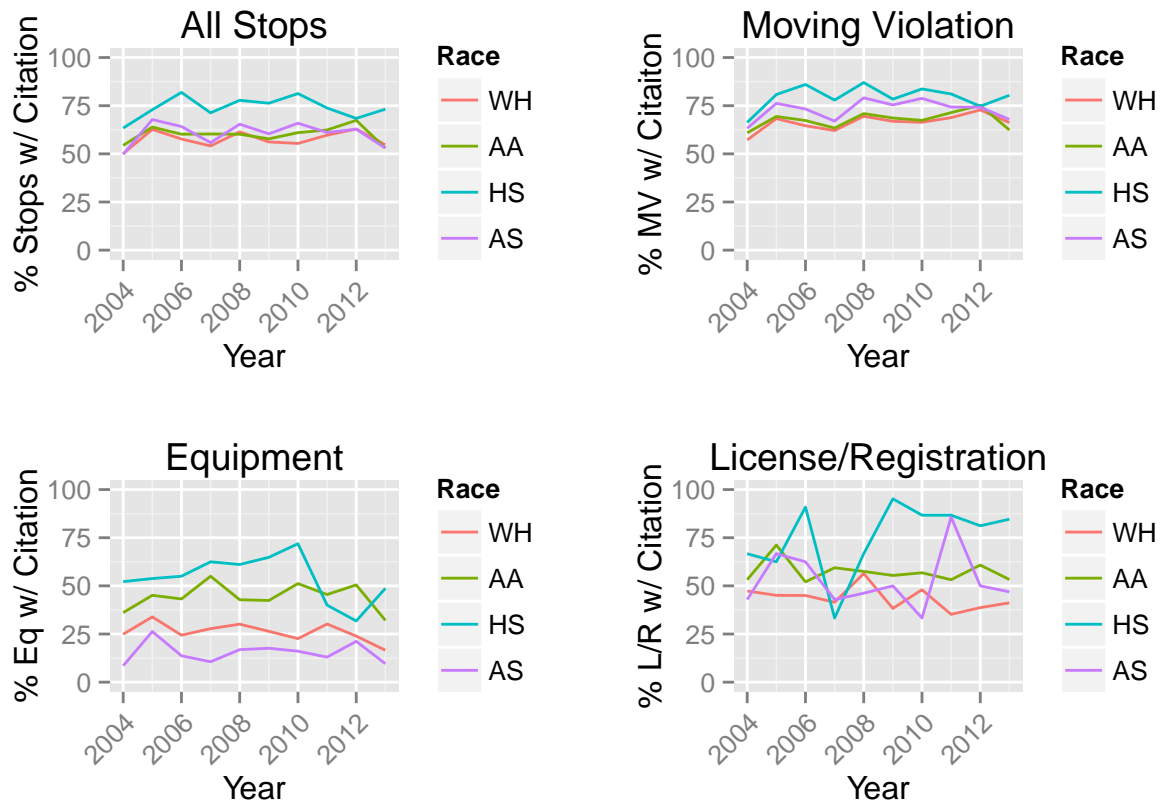 All Stops
% Stops w/ Citation
100
75
50
25
0
2004
2006
2008
2010
2012
Year
Race
WH
AA
HS
AS
Moving Violation
% MV w/ Citaiton
100
75
50
25
0
2004
2006
2008
2010
2012
Year
Race
WH
AA
HS
AS
Equipment
% Eq w/ Citation
100
75
50
25
0
2004
2006
2008
2010
2012
Year
Race
WH
AA
HS
AS
License/Registration
% L/R w/ Citation
100
75
50
25
0
2004
2006
2008
2010
2012
Year
Race
WH
AA
HS
AS